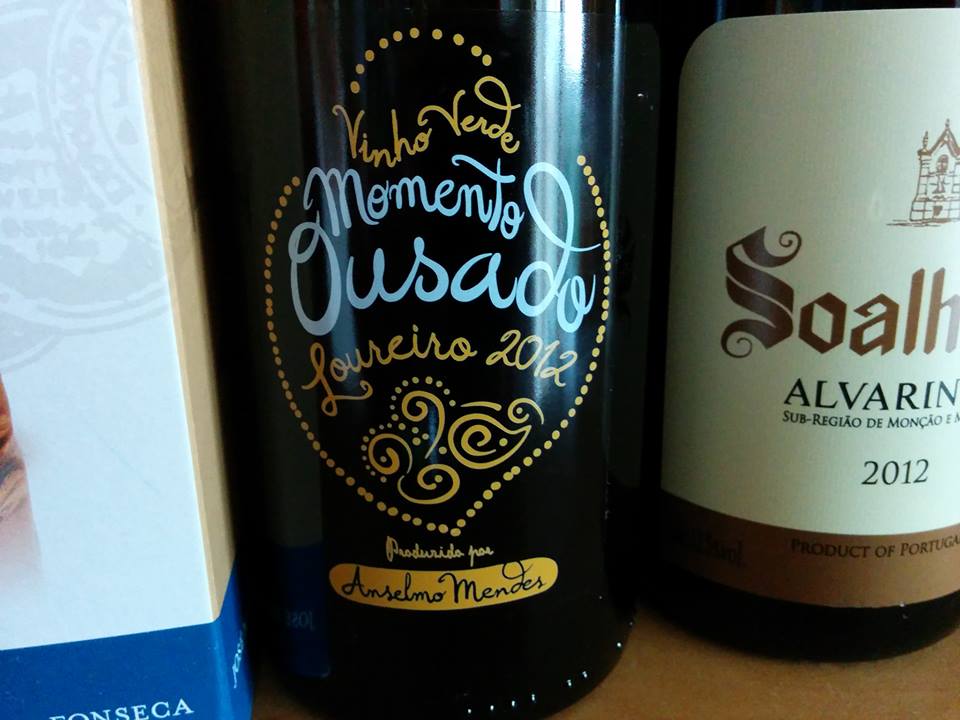 Vinho Verde
Momento
Ousado
Loureiro 2012
Produzido por
Anselmo Mendes
Soalh
ALVARIN
SUB-REGIÃO DE MONÇÃO E M
2012
PRODUCT OF PORTUGA
FONSECA